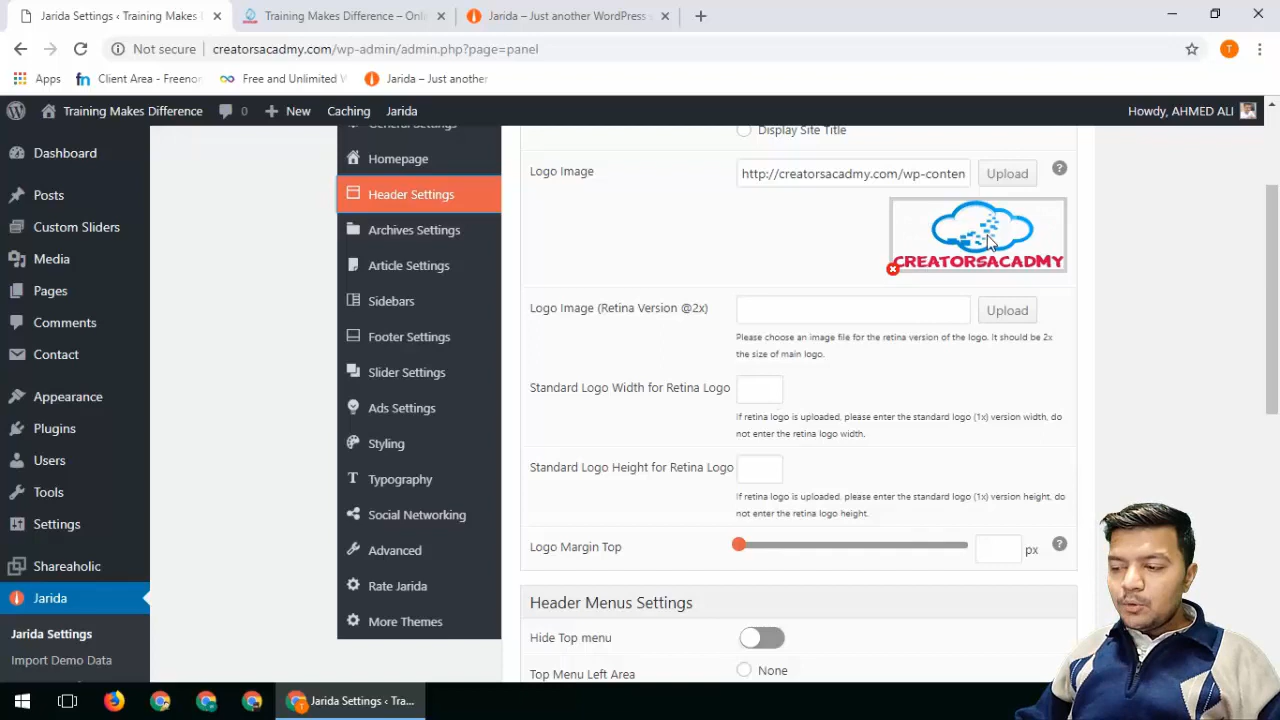 Jarida Settings ‹ Training Makes
Training Makes Difference – Onli
Jarida – Just another WordPress s
Not secure
creatorsacadmy.com/wp-admin/admin.php?page=panel
T
Apps
Client Area - Freenor
Free and Unlimited W
Jarida – Just another
Training Makes Difference
0
New
Caching
Jarida
Howdy, AHMED ALI
Dashboard
Posts
Custom Sliders
Media
Pages
Comments
Contact
Appearance
Plugins
Users
Tools
Settings
Shareaholic
Jarida
Jarida Settings
Import Demo Data
General Settings
Homepage
Header Settings
Archives Settings
Article Settings
Sidebars
Footer Settings
Slider Settings
Ads Settings
Styling
Typography
Social Networking
Advanced
Rate Jarida
More Themes
Display Site Title
Logo Image
http://creatorsacadmy.com/wp-conten
Upload
?
CREATORSACADMY
Logo Image (Retina Version @2x)
Upload
Please choose an image file for the retina version of the logo. It should be 2x
the size of main logo.
Standard Logo Width for Retina Logo
If retina logo is uploaded, please enter the standard logo (1x) version width, do
not enter the retina logo width.
Standard Logo Height for Retina Logo
If retina logo is uploaded, please enter the standard logo (1x) version height, do
not enter the retina logo height.
Logo Margin Top
px
?
Header Menus Settings
Hide Top menu
Top Menu Left Area
None
Jarida Settings ‹ Tra...